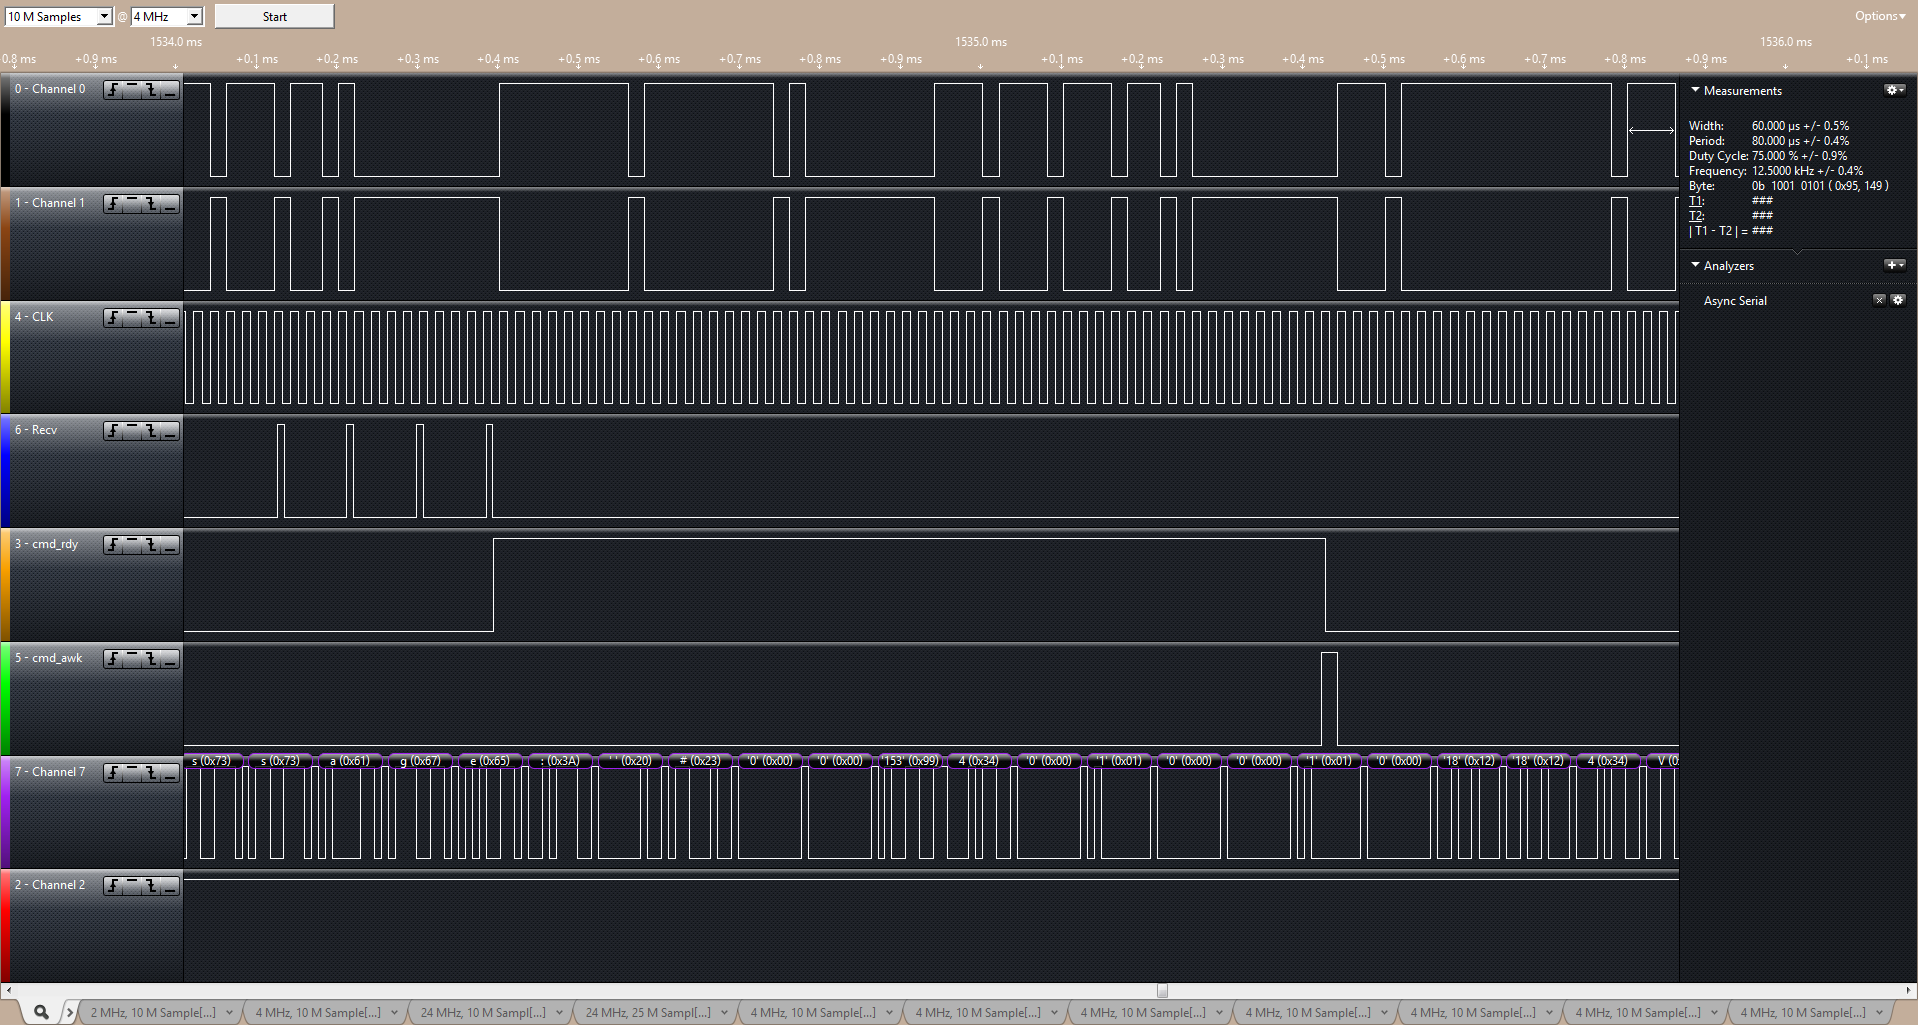 10 M Samples @ 4 MHz Start Options
1534.0 ms 1535.0 ms 1536.0 ms
0.8 ms +0.9 ms +0.1 ms +0.2 ms +0.3 ms +0.4 ms +0.5 ms +0.6 ms +0.7 ms +0.8 ms +0.9 ms +0.1 ms +0.2 ms +0.3 ms +0.4 ms +0.5 ms +0.6 ms +0.7 ms +0.8 ms +0.9 ms +0.1 ms
0 - Channel 0
1 - Channel 1
4 - CLK
6 - Recv
3 - cmd_rdy
5 - cmd_awk
7 - Channel 7
s (0x73) s (0x73) a (0x61) g (0x67) e (0x65) : (0x3A) ' ' (0x20) # (0x23) '0' (0x00) '0' (0x00) '153' (0x99) 4 (0x34) '0' (0x00) '1' (0x01) '0' (0x00) '0' (0x00) '1' (0x01) '0' (0x00) '18' (0x12) '18' (0x12) 4 (0x34) V (0
2 - Channel 2
Measurements
Width: 60.000 µs +/- 0.5%
Period: 80.000 µs +/- 0.4%
Duty Cycle: 75.000 % +/- 0.9%
Frequency: 12.5000 kHz +/- 0.4%
Byte: 0b 1001 0101 ( 0x95, 149 )
T1: ###
T2: ###
| T1 - T2 | = ###
Analyzers
Async Serial
2 MHz, 10 M Sample[...] 4 MHz, 10 M Sample[...] 24 MHz, 10 M Sample[...] 24 MHz, 25 M Sampl[...] 4 MHz, 10 M Sample[...] 4 MHz, 10 M Sample[...] 4 MHz, 10 M Sample[...] 4 MHz, 10 M Sample[...] 4 MHz, 10 M Sample[...] 4 MHz, 10 M Sample[...] 4 MHz, 10 M Sample[...]